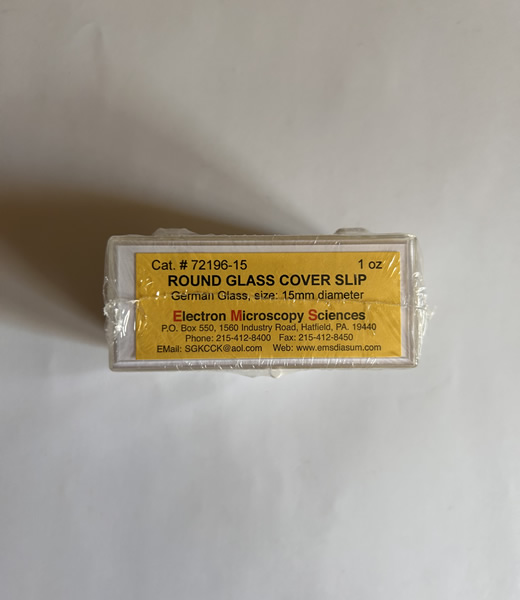 Cat. # 72196-15 1 oz
ROUND GLASS COVER SLIP
German Glass, size: 15mm diameter
Electron Microscopy Sciences
P.O. Box 550, 1560 Industry Road, Hatfield, PA. 19440
Phone: 215-412-8400 Fax: 215-412-8450
EMail: SGKCCK@aol.com Web: www.emsdiasum.com